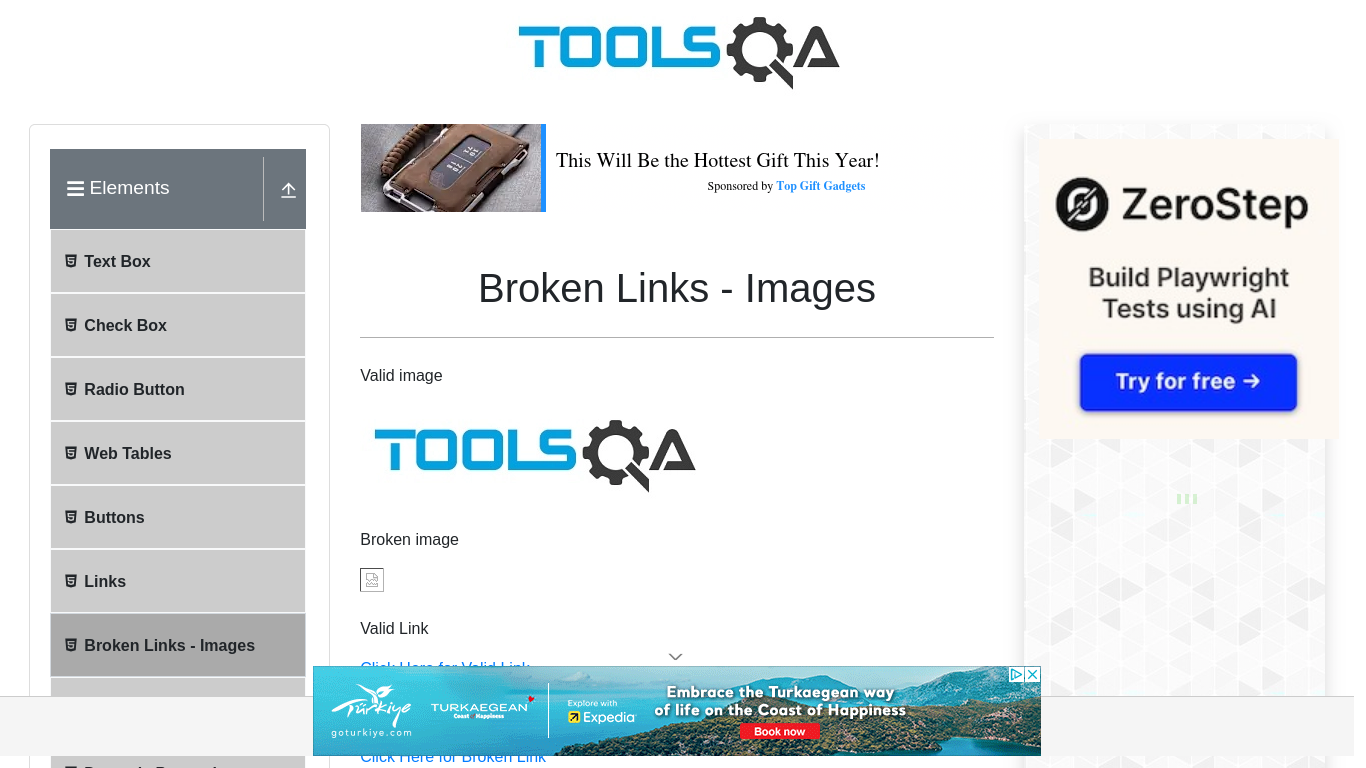 TOOLSQA
Elements
Text Box
Check Box
Radio Button
Web Tables
Buttons
Links
Broken Links - Images
This Will Be the Hottest Gift This Year!
Sponsored by Top Gift Gadgets
Broken Links - Images
Valid image
TOOLSQA
Broken image
Valid Link
Click Here for Valid Link
Click Here for Broken Link
ZeroStep
Build Playwright
Tests using AI
Try for free →
Türkiye
goturkiye.com
TURKAEGEAN
Coast of Happiness
Explore with
Expedia
Embrace the Turkaegean way
of life on the Coast of Happiness
Book now